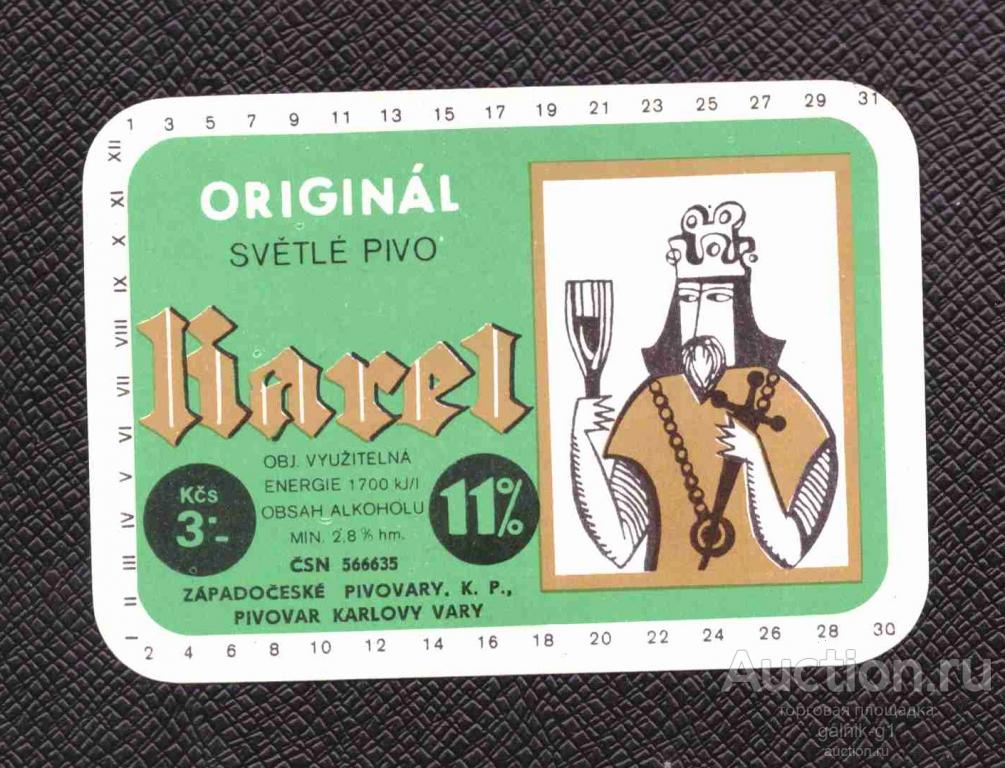 1 3 5 7 9 11 13 15 17 19 21 23 25 27 29 31
XII
XI
X
IX
VIII
VII
VI
V
IV
III
II
I
ORIGINÁL
SVĚTLÉ PIVO
Karel
OBJ. VYUŽITELNÁ
ENERGIE 1700 kJ/l
OBSAH ALKOHOLU
MIN. 2,8 % hm.
Kčs
3:-
11%
ČSN 566635
ZÁPADOČESKÉ PIVOVARY, K. P.,
PIVOVAR KARLOVY VARY
2 4 6 8 10 12 14 16 18 20 22 24 26 28 30
Auction.ru
торговая площадка
galnik-g1
auction.ru